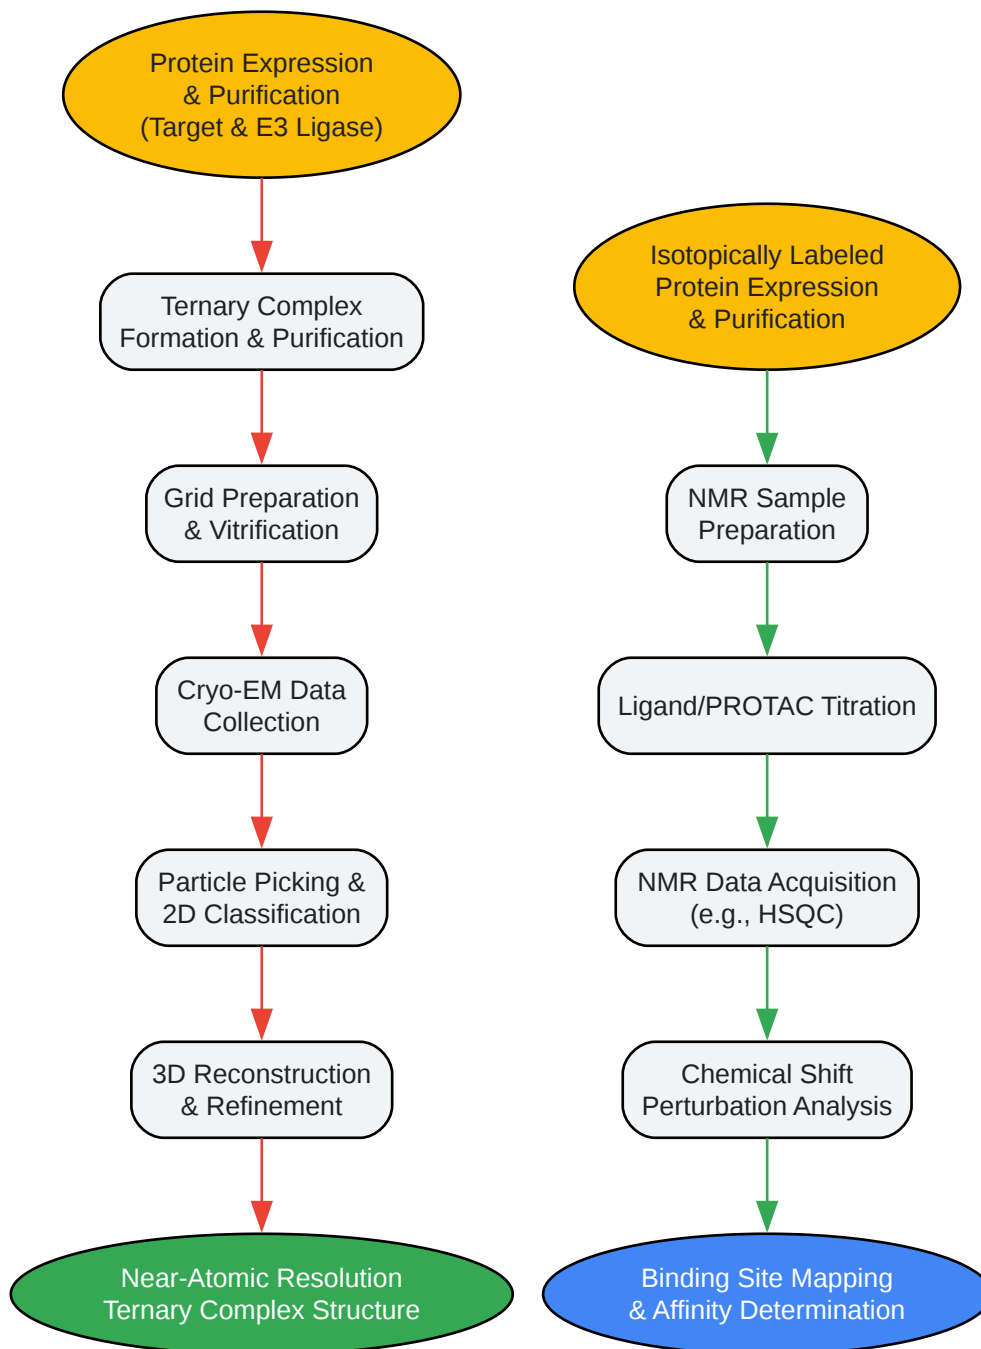 Protein Expression
& Purification
(Target & E3 Ligase)
Ternary Complex
Formation & Purification
Grid Preparation
& Vitrification
Cryo-EM Data
Collection
Particle Picking &
2D Classification
3D Reconstruction
& Refinement
Near-Atomic Resolution
Ternary Complex Structure
Isotopically Labeled
Protein Expression
& Purification
NMR Sample
Preparation
Ligand/PROTAC Titration
NMR Data Acquisition
(e.g., HSQC)
Chemical Shift
Perturbation Analysis
Binding Site Mapping
& Affinity Determination